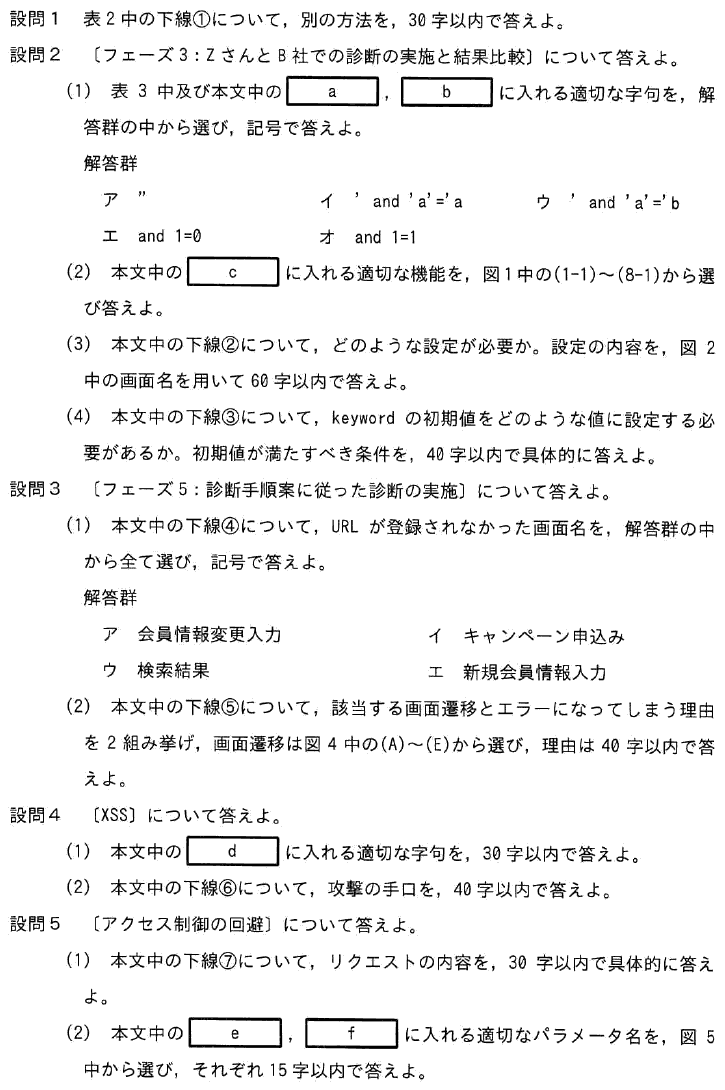 設問1 表2中の下線①について，別の方法を，30字以内で答えよ。
設問2 〔フェーズ3：ZさんとB社での診断の実施と結果比較〕について答えよ。
(1) 表3中及び本文中の a ， b に入れる適切な字句を，解
答群の中から選び，記号で答えよ。
解答群
ア " イ ' and 'a'='a ウ ' and 'a'='b
エ and 1=0 オ and 1=1
(2) 本文中の c に入れる適切な機能を，図1中の(1-1)～(8-1)から選
び答えよ。
(3) 本文中の下線②について，どのような設定が必要か。設定の内容を，図2
中の画面名を用いて60字以内で答えよ。
(4) 本文中の下線③について，keywordの初期値をどのような値に設定する必
要があるか。初期値が満たすべき条件を，40字以内で具体的に答えよ。
設問3 〔フェーズ5：診断手順案に従った診断の実施〕について答えよ。
(1) 本文中の下線④について，URLが登録されなかった画面名を，解答群の中
から全て選び，記号で答えよ。
解答群
ア 会員情報変更入力 イ キャンペーン申込み
ウ 検索結果 エ 新規会員情報入力
(2) 本文中の下線⑤について，該当する画面遷移とエラーになってしまう理由
を2組み挙げ，画面遷移は図4中の(A)～(E)から選び，理由は40字以内で答
えよ。
設問4 〔XSS〕について答えよ。
(1) 本文中の d に入れる適切な字句を，30字以内で答えよ。
(2) 本文中の下線⑥について，攻撃の手口を，40字以内で答えよ。
設問5 〔アクセス制御の回避〕について答えよ。
(1) 本文中の下線⑦について，リクエストの内容を，30字以内で具体的に答え
よ。
(2) 本文中の e ， f に入れる適切なパラメータ名を，図5
中から選び，それぞれ15字以内で答えよ。